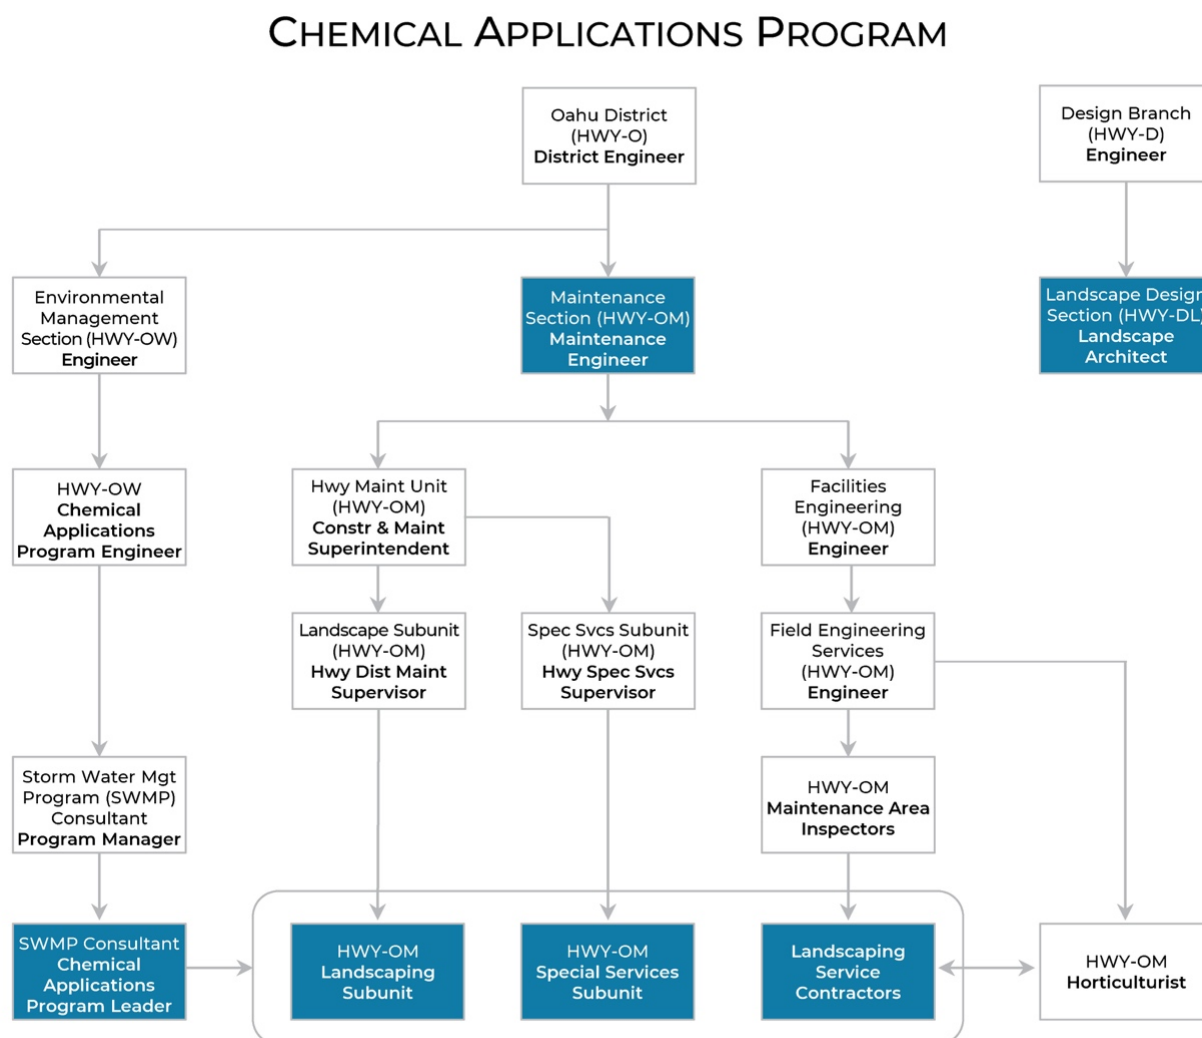 CHEMICAL APPLICATIONS PROGRAM
Oahu District
(HWY-O)
District Engineer
Design Branch
(HWY-D)
Engineer
Environmental
Management
Section (HWY-OW)
Engineer
Maintenance
Section (HWY-OM)
Maintenance
Engineer
Landscape Design
Section (HWY-DL)
Landscape
Architect
HWY-OW
Chemical
Applications
Program Engineer
Hwy Maint Unit
(HWY-OM)
Constr & Maint
Superintendent
Facilities
Engineering
(HWY-OM)
Engineer
Landscape Subunit
(HWY-OM)
Hwy Dist Maint
Supervisor
Spec Svcs Subunit
(HWY-OM)
Hwy Spec Svcs
Supervisor
Field Engineering
Services
(HWY-OM)
Engineer
Storm Water Mgt
Program (SWMP)
Consultant
Program Manager
HWY-OM
Maintenance Area
Inspectors
SWMP Consultant
Chemical
Applications
Program Leader
HWY-OM
Landscaping
Subunit
HWY-OM
Special Services
Subunit
Landscaping
Service
Contractors
HWY-OM
Horticulturist